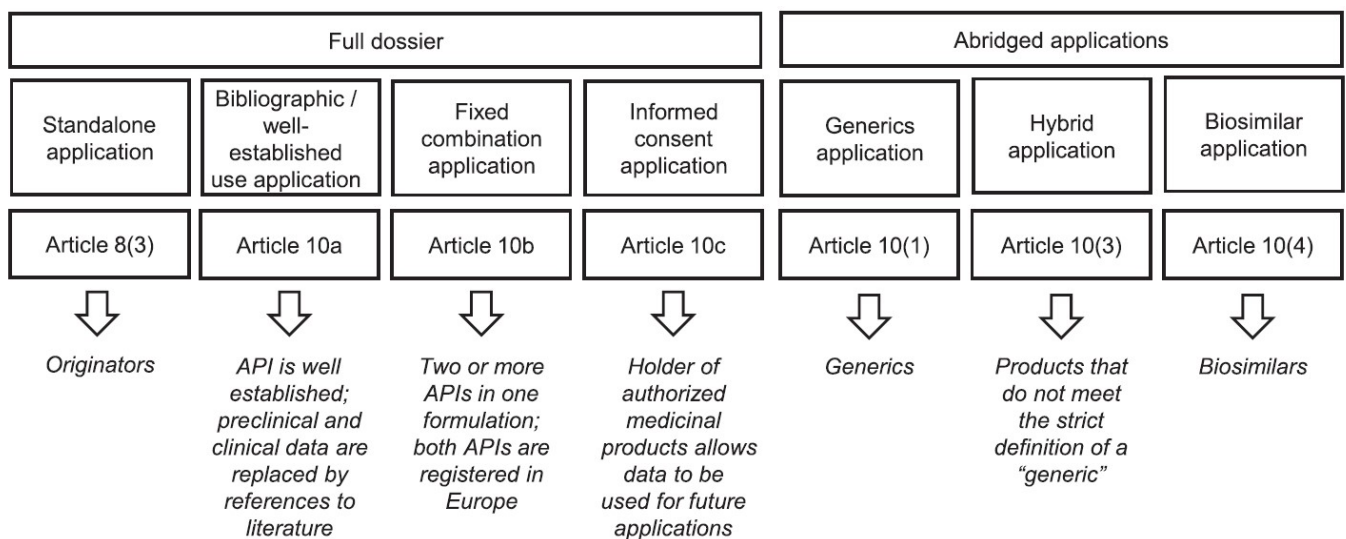 Full dossier
Abridged applications
Standalone
application
Bibliographic /
well-
established
use application
Fixed
combination
application
Informed
consent
application
Generics
application
Hybrid
application
Biosimilar
application
Article 8(3)
Article 10a
Article 10b
Article 10c
Article 10(1)
Article 10(3)
Article 10(4)
Originators
API is well
established;
preclinical and
clinical data are
replaced by
references to
literature
Two or more
APIs in one
formulation;
both APIs are
registered in
Europe
Holder of
authorized
medicinal
products allows
data to be
used for future
applications
Generics
Products that
do not meet
the strict
definition of a
“generic”
Biosimilars